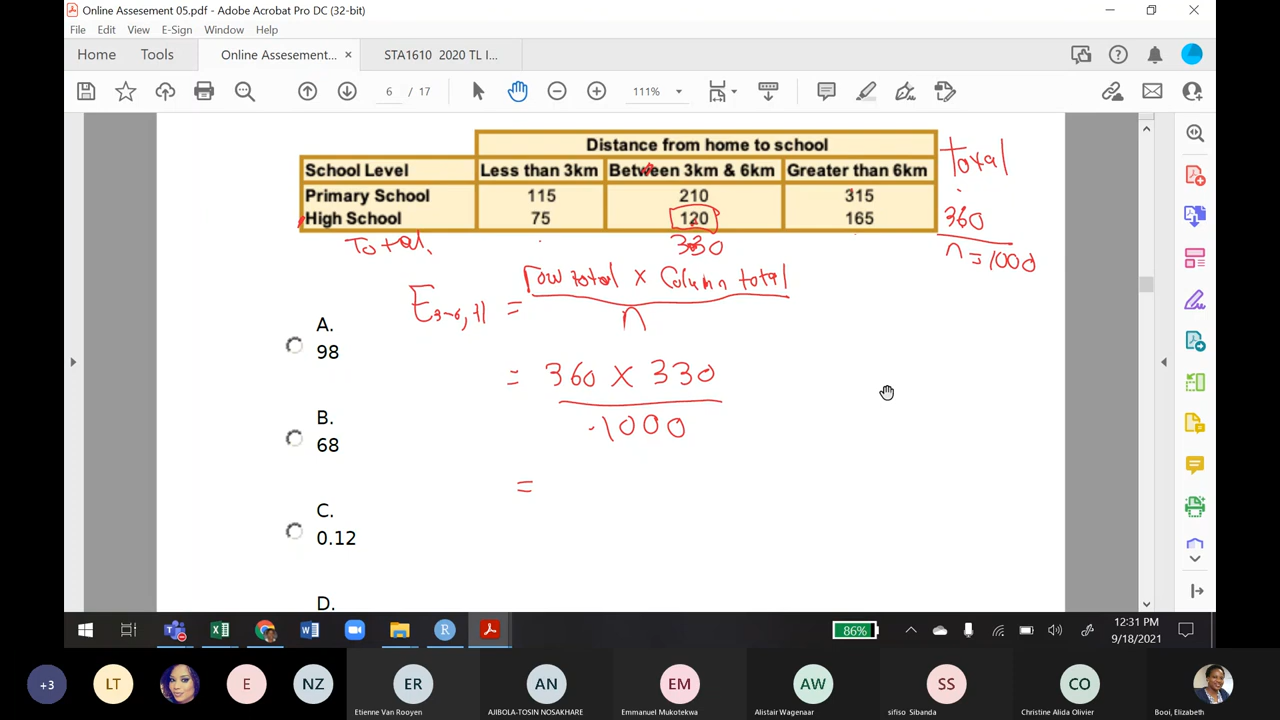 Online Assesement 05.pdf - Adobe Acrobat Pro DC (32-bit)
File Edit View E-Sign Window Help
Home Tools Online Assesement... × STA1610 2020 TL I...
6 / 17 111%
Distance from home to school total
School Level Less than 3km Between 3km & 6km Greater than 6km
Primary School 115 210 315
High School 75 120 165 360
Total. 330 n = 1000
E3-6, H = Row total x Column total
n
A.
98
= 360 x 330
1000
B.
68
=
C.
0.12
D.
86% 12:31 PM
9/18/2021
+3 LT E NZ ER AN EM AW SS CO
Etienne Van Rooyen AJIBOLA-TOSIN NOSAKHARE Emmanuel Mukotekwa Alistair Wagenaar sifiso Sibanda Christine Alida Olivier Booi, Elizabeth